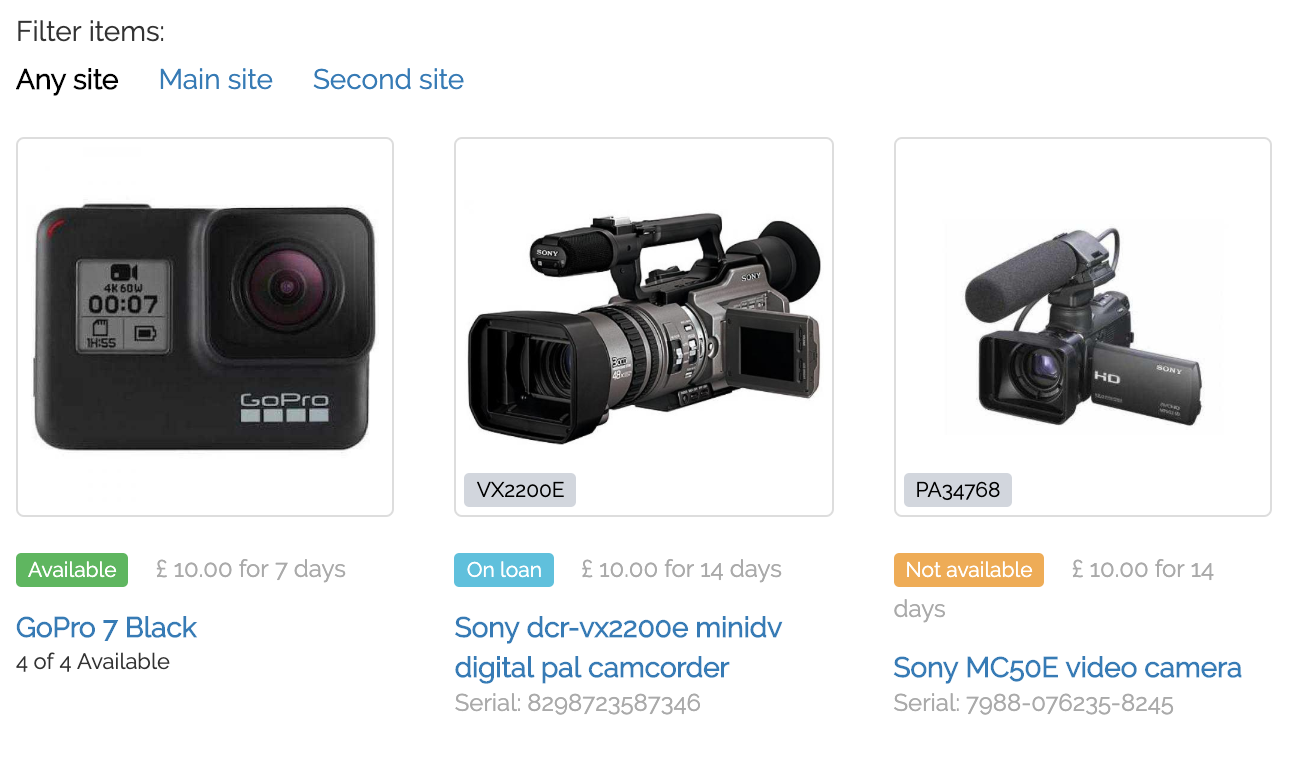 Filter items:
Any site Main site Second site
4K 60W
00:07
1H:55
GoPro
SONY
SONY
VX2200E
HD
SONY
PA34768
Available £ 10.00 for 7 days
GoPro 7 Black
4 of 4 Available
On loan £ 10.00 for 14 days
Sony dcr-vx2200e minidv
digital pal camcorder
Serial: 8298723587346
Not available £ 10.00 for 14
days
Sony MC50E video camera
Serial: 7988-076235-8245